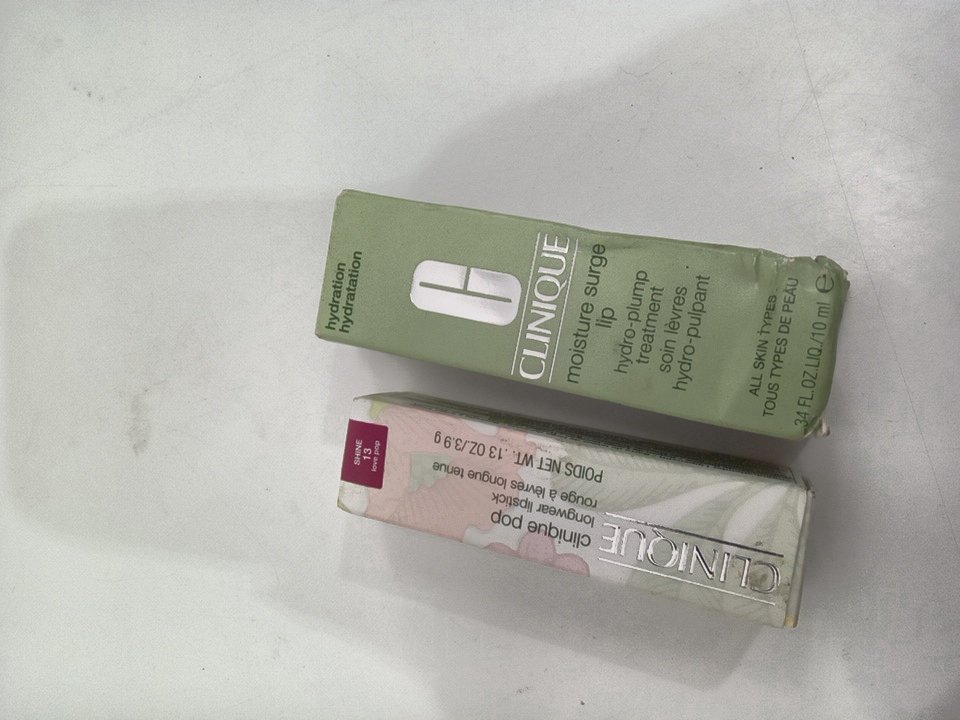 hydration
hydratation
CLINIQUE
moisture surge
lip
hydro-plump
treatment
soin lèvres
hydro-pulpant
ALL SKIN TYPES
TOUS TYPES DE PEAU
34 FL.OZ.LIQ./10 ml e
SHINE
13
love pop
CLINIQUE
clinique pop
longwear lipstick
rouge à lèvres longue tenue
POIDS NET WT. .13 OZ./3.9 g